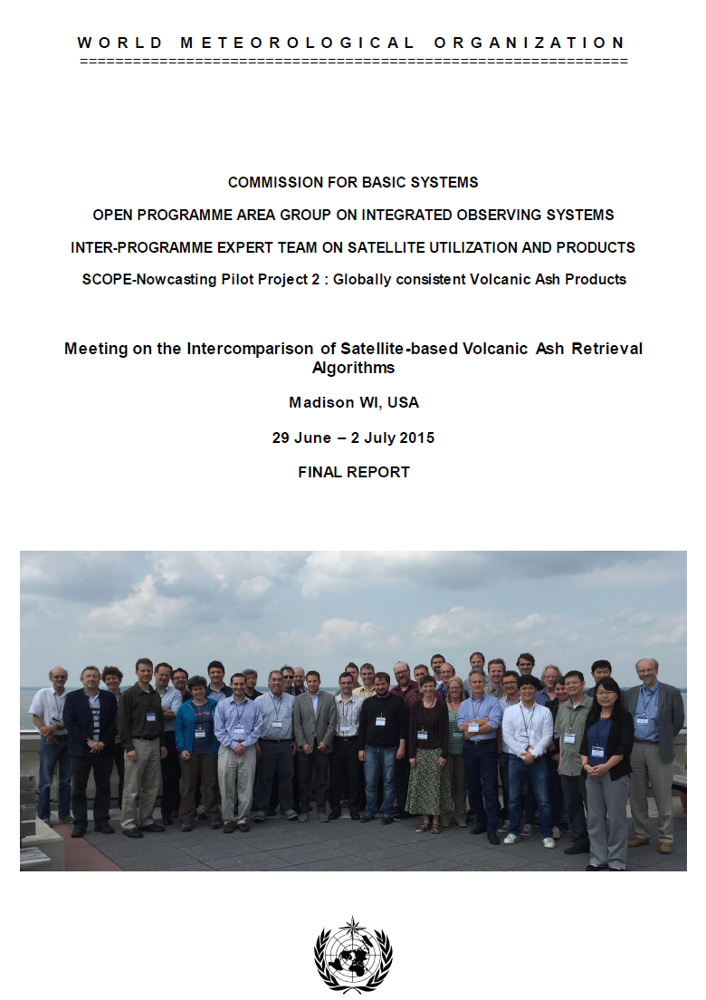 WORLD METEOROLOGICAL ORGANIZATION
==============================================================
COMMISSION FOR BASIC SYSTEMS
OPEN PROGRAMME AREA GROUP ON INTEGRATED OBSERVING SYSTEMS
INTER-PROGRAMME EXPERT TEAM ON SATELLITE UTILIZATION AND PRODUCTS
SCOPE-Nowcasting Pilot Project 2 : Globally consistent Volcanic Ash Products
Meeting on the Intercomparison of Satellite-based Volcanic Ash Retrieval
Algorithms
Madison WI, USA
29 June – 2 July 2015
FINAL REPORT